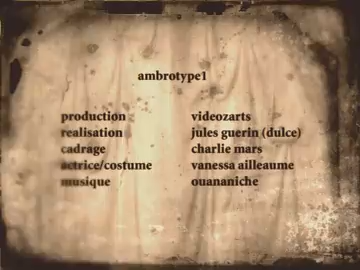 ambrotype1
production videozarts
realisation jules guerin (dulce)
cadrage charlie mars
actrice/costume vanessa ailleaume
musique ouananiche